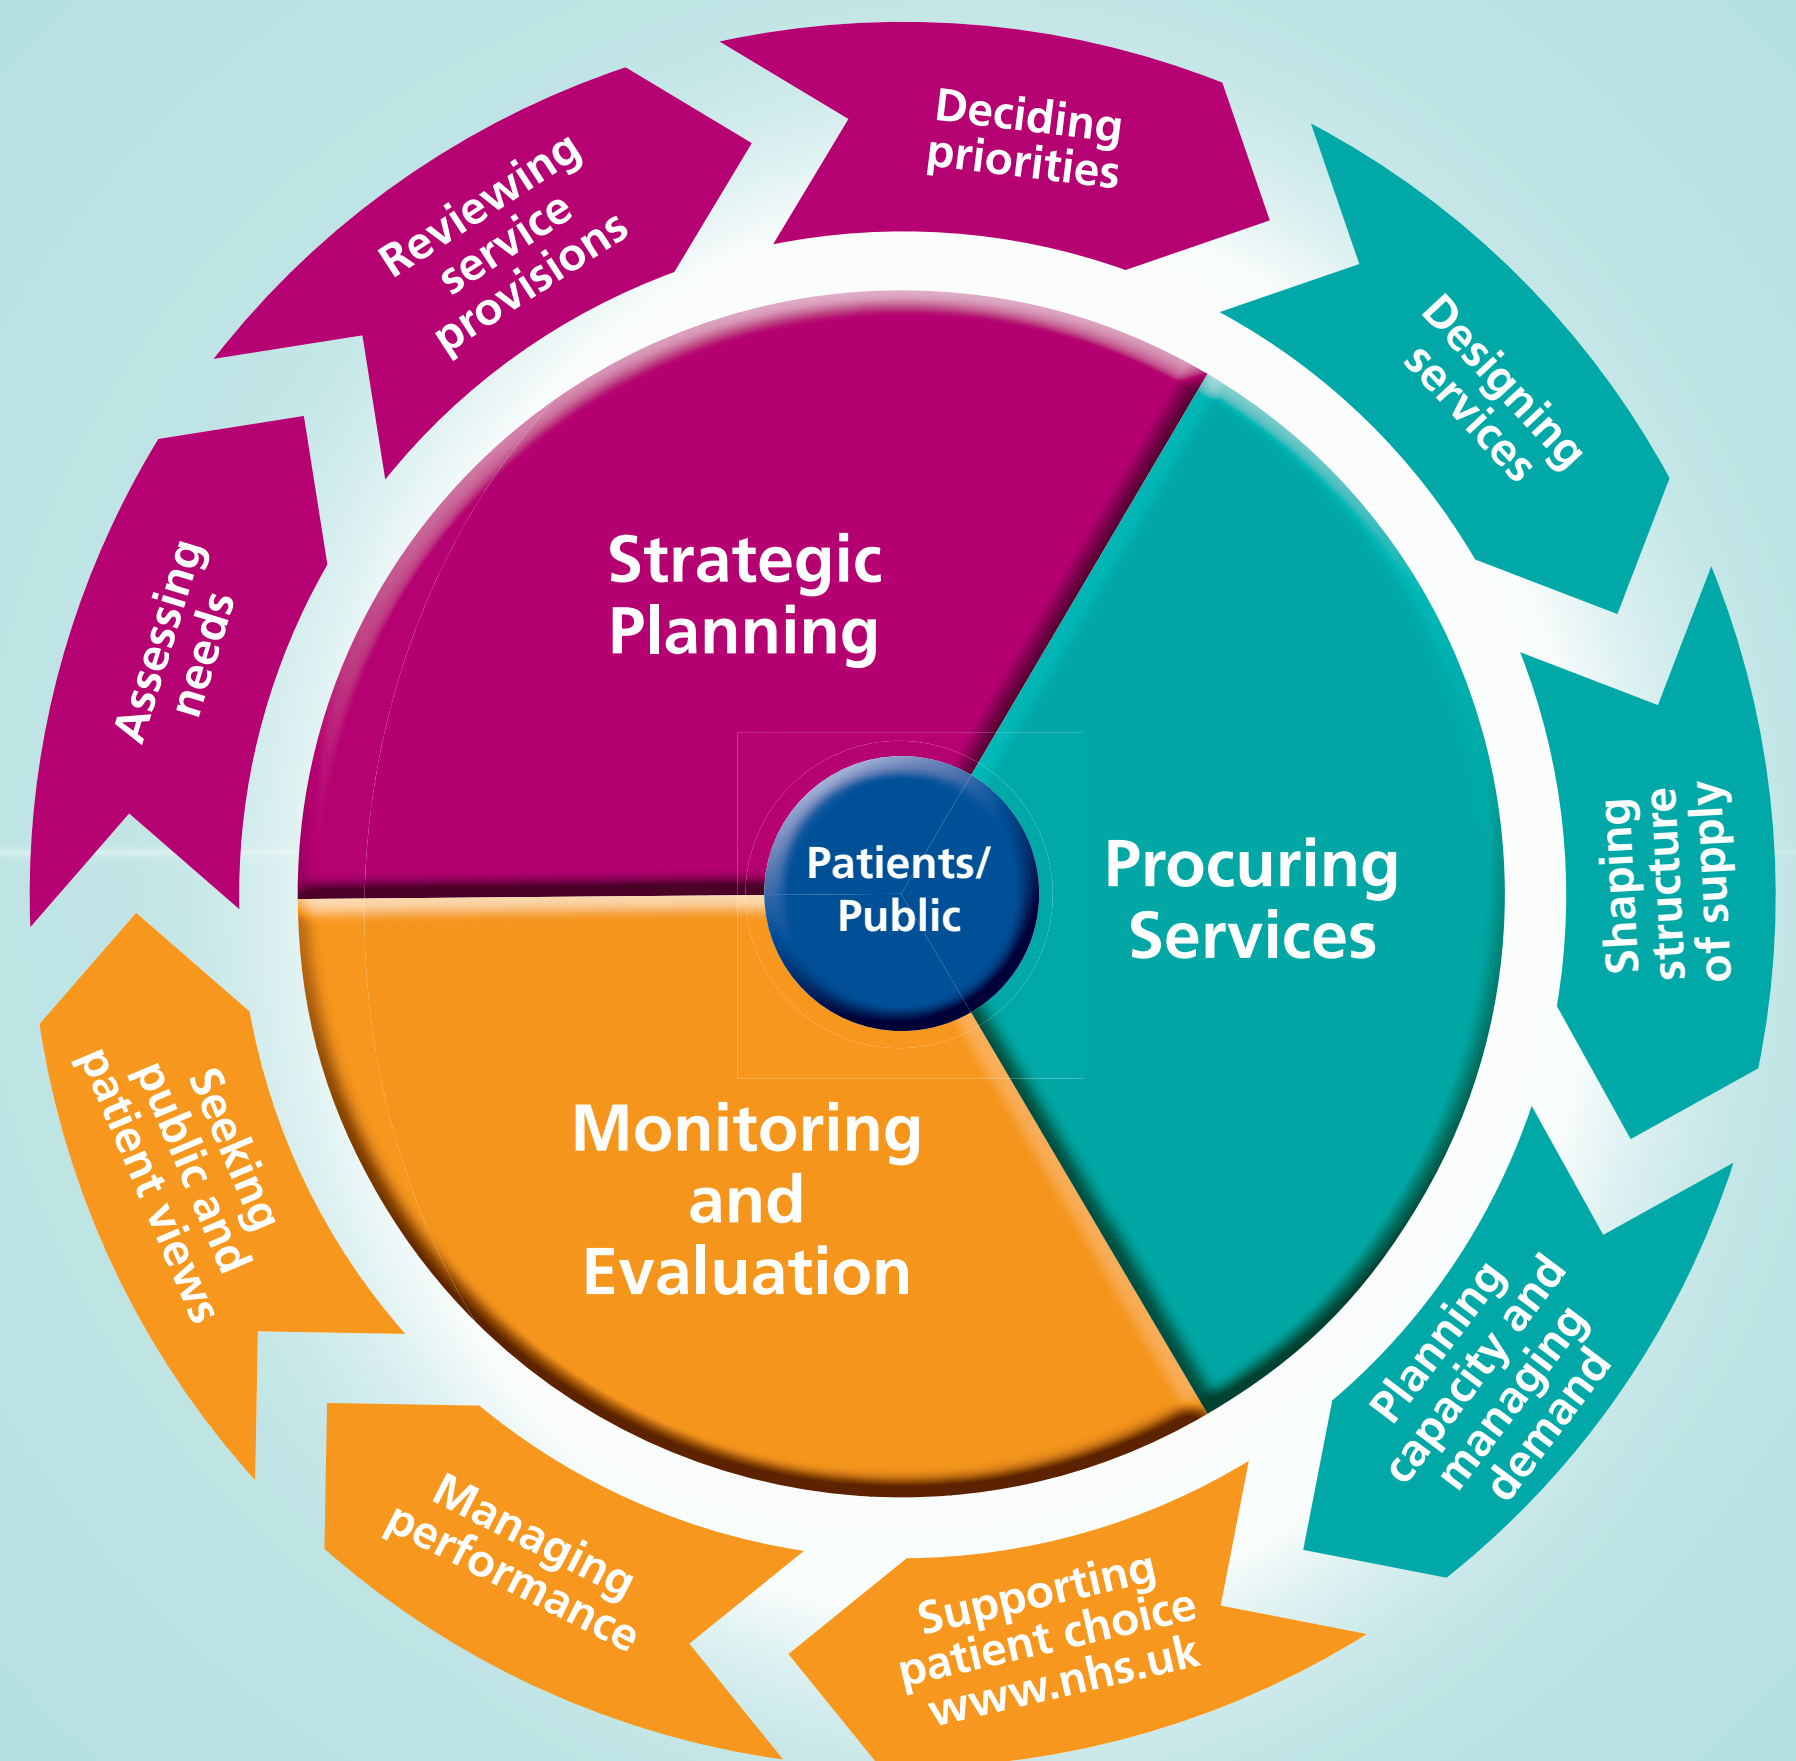 Deciding
priorities
Designing
services
Shaping
structure
of supply
Planning
capacity and
managing
demand
Supporting
patient choice
www.nhs.uk
Managing
performance
Seeking
public and
patient views
Assessing
needs
Reviewing
service
provisions
Strategic
Planning
Procuring
Services
Monitoring
and
Evaluation
Patients/
Public